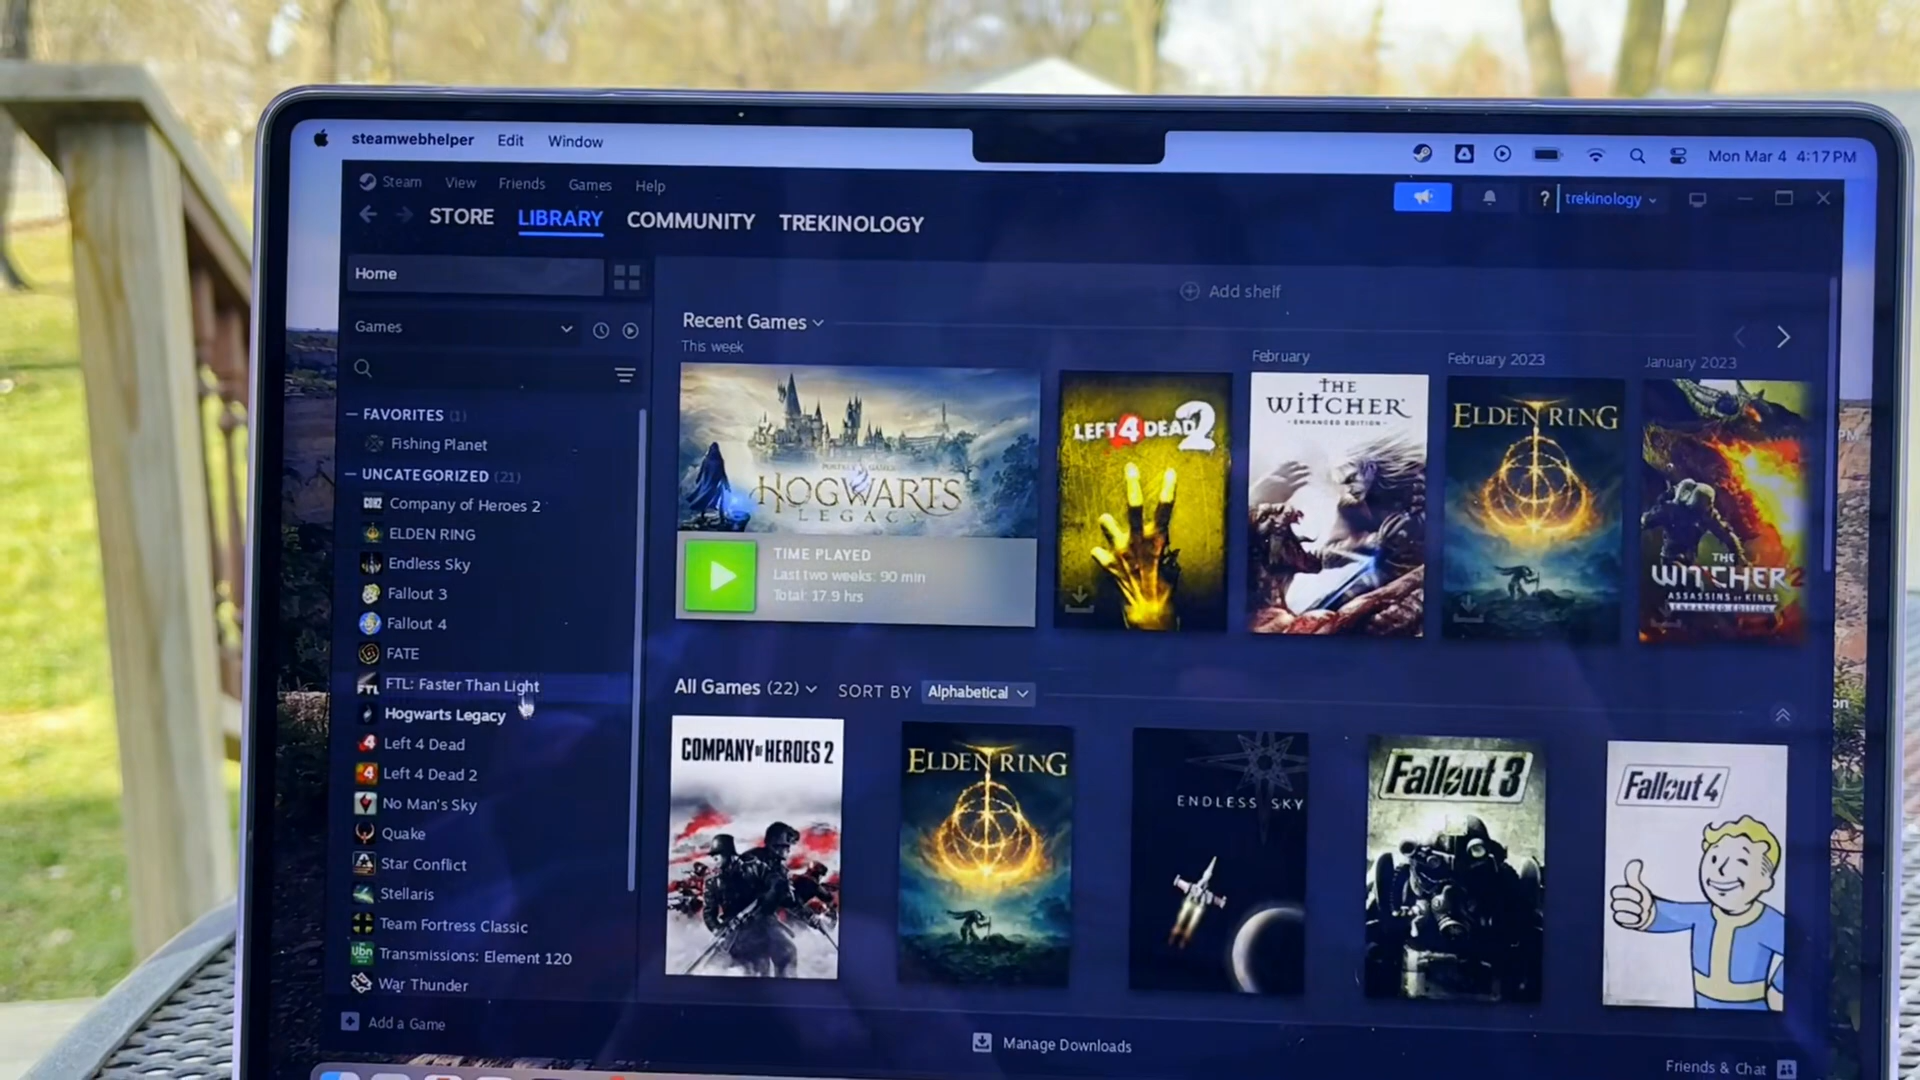 steamwebhelper Edit Window
Mon Mar 4 4:17 PM
Steam View Friends Games Help
? trekinology
STORE LIBRARY COMMUNITY TREKINOLOGY
Home
Add shelf
Games
Recent Games
This week
February
February 2023
January 2023
FAVORITES (1)
Fishing Planet
UNCATEGORIZED (21)
Company of Heroes 2
ELDEN RING
Endless Sky
Fallout 3
Fallout 4
FATE
FTL: Faster Than Light
Hogwarts Legacy
Left 4 Dead
Left 4 Dead 2
No Man's Sky
Quake
Star Conflict
Stellaris
Team Fortress Classic
Transmissions: Element 120
War Thunder
Add a Game
HOGWARTS
LEGACY
TIME PLAYED
Last two weeks: 90 min
Total: 17.9 hrs
LEFT 4 DEAD 2
THE
WITCHER
ENHANCED EDITION
ELDEN RING
THE
WITCHER 2
ASSASSINS OF KINGS
ENHANCED EDITION
All Games (22) SORT BY Alphabetical
COMPANY OF HEROES 2
ELDEN RING
ENDLESS SKY
Fallout 3
Fallout 4
Manage Downloads
Friends & Chat